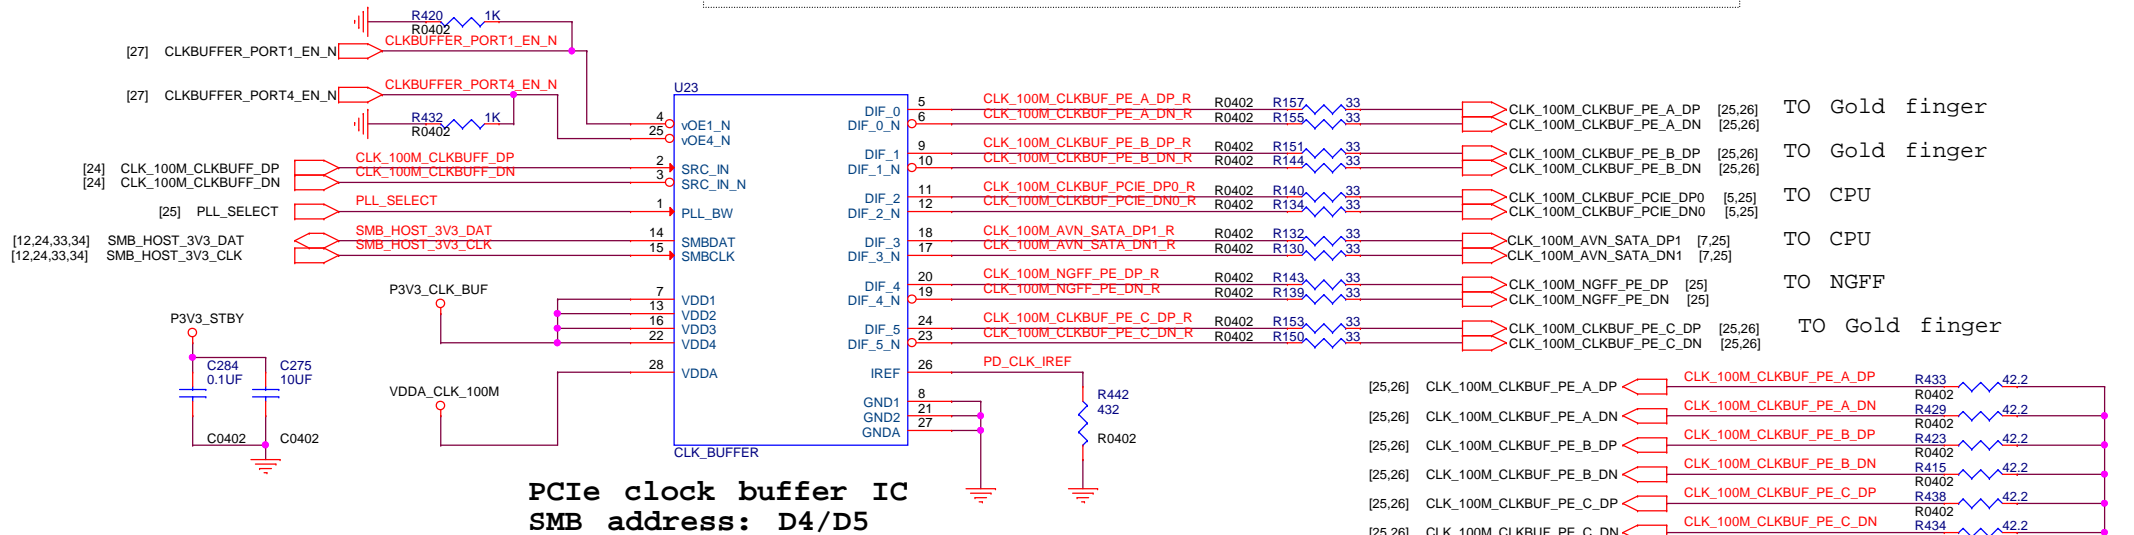 R420 1K
R0402
[27] CLKBUFFER_PORT1_EN_N CLKBUFFER_PORT1_EN_N
[27] CLKBUFFER_PORT4_EN_N CLKBUFFER_PORT4_EN_N
R432 1K
R0402
[24] CLK_100M_CLKBUFF_DP CLK_100M_CLKBUFF_DP
[24] CLK_100M_CLKBUFF_DN CLK_100M_CLKBUFF_DN
[25] PLL_SELECT PLL_SELECT
[12,24,33,34] SMB_HOST_3V3_DAT SMB_HOST_3V3_DAT
[12,24,33,34] SMB_HOST_3V3_CLK SMB_HOST_3V3_CLK
P3V3_CLK_BUF
P3V3_STBY
C284 C275
0.1UF 10UF
C0402 C0402
VDDA_CLK_100M
U23
4 vOE1_N
25 vOE4_N
2 SRC_IN
3 SRC_IN_N
1 PLL_BW
14 SMBDAT
15 SMBCLK
7 VDD1
13 VDD2
16 VDD3
22 VDD4
28 VDDA
CLK_BUFFER
DIF_0 5 CLK_100M_CLKBUF_PE_A_DP_R R0402 R157 33 CLK_100M_CLKBUF_PE_A_DP [25,26] TO Gold finger
DIF_0_N 6 CLK_100M_CLKBUF_PE_A_DN_R R0402 R155 33 CLK_100M_CLKBUF_PE_A_DN [25,26]
DIF_1 9 CLK_100M_CLKBUF_PE_B_DP_R R0402 R151 33 CLK_100M_CLKBUF_PE_B_DP [25,26] TO Gold finger
DIF_1_N 10 CLK_100M_CLKBUF_PE_B_DN_R R0402 R144 33 CLK_100M_CLKBUF_PE_B_DN [25,26]
DIF_2 11 CLK_100M_CLKBUF_PCIE_DP0_R R0402 R140 33 CLK_100M_CLKBUF_PCIE_DP0 [5,25] TO CPU
DIF_2_N 12 CLK_100M_CLKBUF_PCIE_DN0_R R0402 R134 33 CLK_100M_CLKBUF_PCIE_DN0 [5,25]
DIF_3 18 CLK_100M_AVN_SATA_DP1_R R0402 R132 33 CLK_100M_AVN_SATA_DP1 [7,25] TO CPU
DIF_3_N 17 CLK_100M_AVN_SATA_DN1_R R0402 R130 33 CLK_100M_AVN_SATA_DN1 [7,25]
DIF_4 20 CLK_100M_NGFF_PE_DP_R R0402 R143 33 CLK_100M_NGFF_PE_DP [25] TO NGFF
DIF_4_N 19 CLK_100M_NGFF_PE_DN_R R0402 R139 33 CLK_100M_NGFF_PE_DN [25]
DIF_5 24 CLK_100M_CLKBUF_PE_C_DP_R R0402 R153 33 CLK_100M_CLKBUF_PE_C_DP [25,26] TO Gold finger
DIF_5_N 23 CLK_100M_CLKBUF_PE_C_DN_R R0402 R150 33 CLK_100M_CLKBUF_PE_C_DN [25,26]
IREF 26 PD_CLK_IREF
GND1 8
GND2 21
GNDA 27
R442
432
R0402
[25,26] CLK_100M_CLKBUF_PE_A_DP CLK_100M_CLKBUF_PE_A_DP R433 42.2
R0402
[25,26] CLK_100M_CLKBUF_PE_A_DN CLK_100M_CLKBUF_PE_A_DN R429 42.2
R0402
[25,26] CLK_100M_CLKBUF_PE_B_DP CLK_100M_CLKBUF_PE_B_DP R423 42.2
R0402
[25,26] CLK_100M_CLKBUF_PE_B_DN CLK_100M_CLKBUF_PE_B_DN R415 42.2
R0402
[25,26] CLK_100M_CLKBUF_PE_C_DP CLK_100M_CLKBUF_PE_C_DP R438 42.2
R0402
[25,26] CLK_100M_CLKBUF_PE_C_DN CLK_100M_CLKBUF_PE_C_DN R434 42.2
PCIe clock buffer IC
SMB address: D4/D5